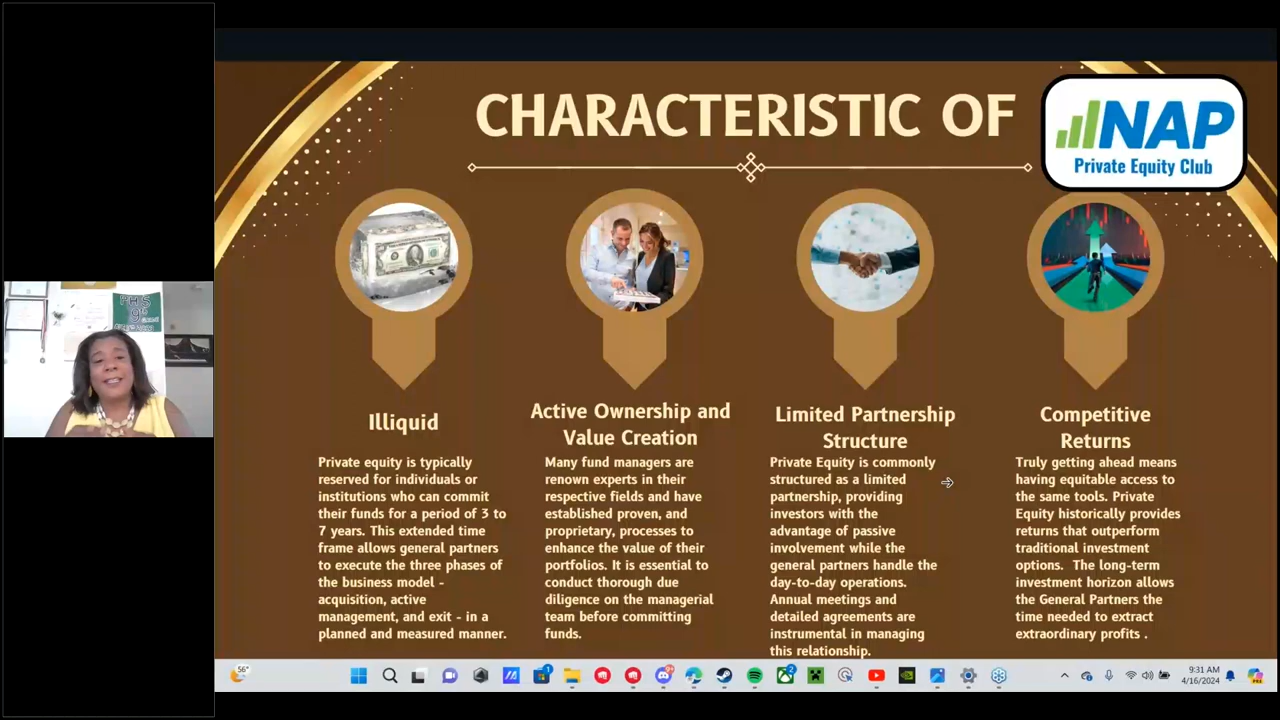 CHARACTERISTIC OF
NAP
Private Equity Club
Illiquid
Private equity is typically
reserved for individuals or
institutions who can commit
their funds for a period of 3 to
7 years. This extended time
frame allows general partners
to execute the three phases of
the business model -
acquisition, active
management, and exit - in a
planned and measured manner.
Active Ownership and
Value Creation
Many fund managers are
renown experts in their
respective fields and have
established proven, and
proprietary, processes to
enhance the value of their
portfolios. It is essential to
conduct thorough due
diligence on the managerial
team before committing
funds.
Limited Partnership
Structure
Private Equity is commonly
structured as a limited
partnership, providing
investors with the
advantage of passive
involvement while the
general partners handle the
day-to-day operations.
Annual meetings and
detailed agreements are
instrumental in managing
this relationship.
Competitive
Returns
Truly getting ahead means
having equitable access to
the same tools. Private
Equity historically provides
returns that outperform
traditional investment
options. The long-term
investment horizon allows
the General Partners the
time needed to extract
extraordinary profits .
PHS
9th
56°
9:31 AM
4/16/2024